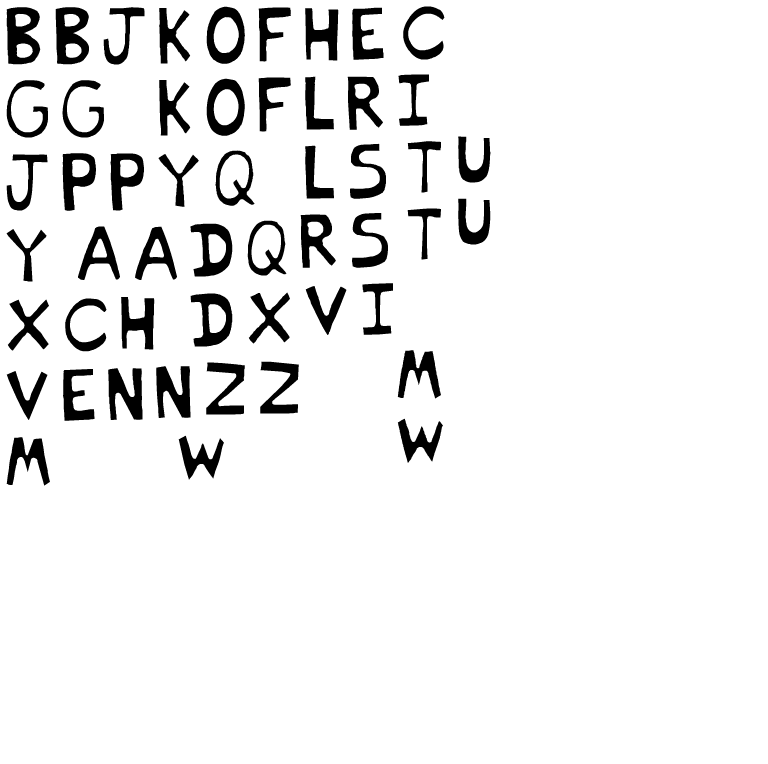 BBJKOFHEC
GG KOFLRI
JPPYQ LSTU
Y AADQRSTU
XCH DXVI
VENNZZ M
M W W